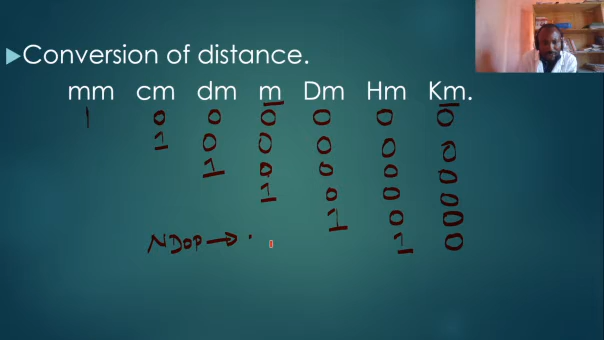 Conversion of distance.
mm cm dm m Dm Hm Km.
1 0 0 0 0 0 0
1 0 0 0 0 0
1 0 0 0 0
1 0 0 0
1 0 0
NDOP → . 1 0